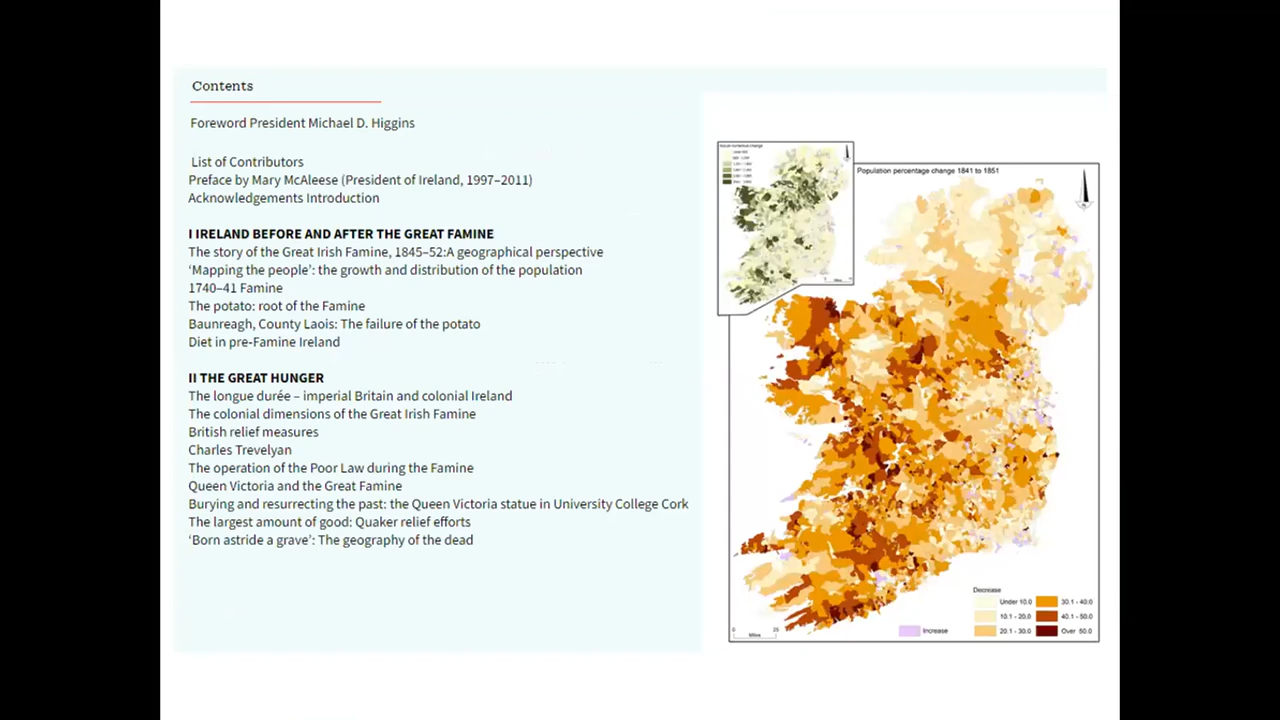 Contents
Foreword President Michael D. Higgins
List of Contributors
Preface by Mary McAleese (President of Ireland, 1997–2011)
Acknowledgements Introduction
I IRELAND BEFORE AND AFTER THE GREAT FAMINE
The story of the Great Irish Famine, 1845–52:A geographical perspective
‘Mapping the people’: the growth and distribution of the population
1740–41 Famine
The potato: root of the Famine
Baunreagh, County Laois: The failure of the potato
Diet in pre-Famine Ireland
II THE GREAT HUNGER
The longue durée – imperial Britain and colonial Ireland
The colonial dimensions of the Great Irish Famine
British relief measures
Charles Trevelyan
The operation of the Poor Law during the Famine
Queen Victoria and the Great Famine
Burying and resurrecting the past: the Queen Victoria statue in University College Cork
The largest amount of good: Quaker relief efforts
‘Born astride a grave’: The geography of the dead
Population percentage change 1841 to 1851
Decrease
Under 10.0
30.1 - 40.0
10.1 - 20.0
40.1 - 50.0
Increase
20.1 - 30.0
Over 50.0
0 25
Miles